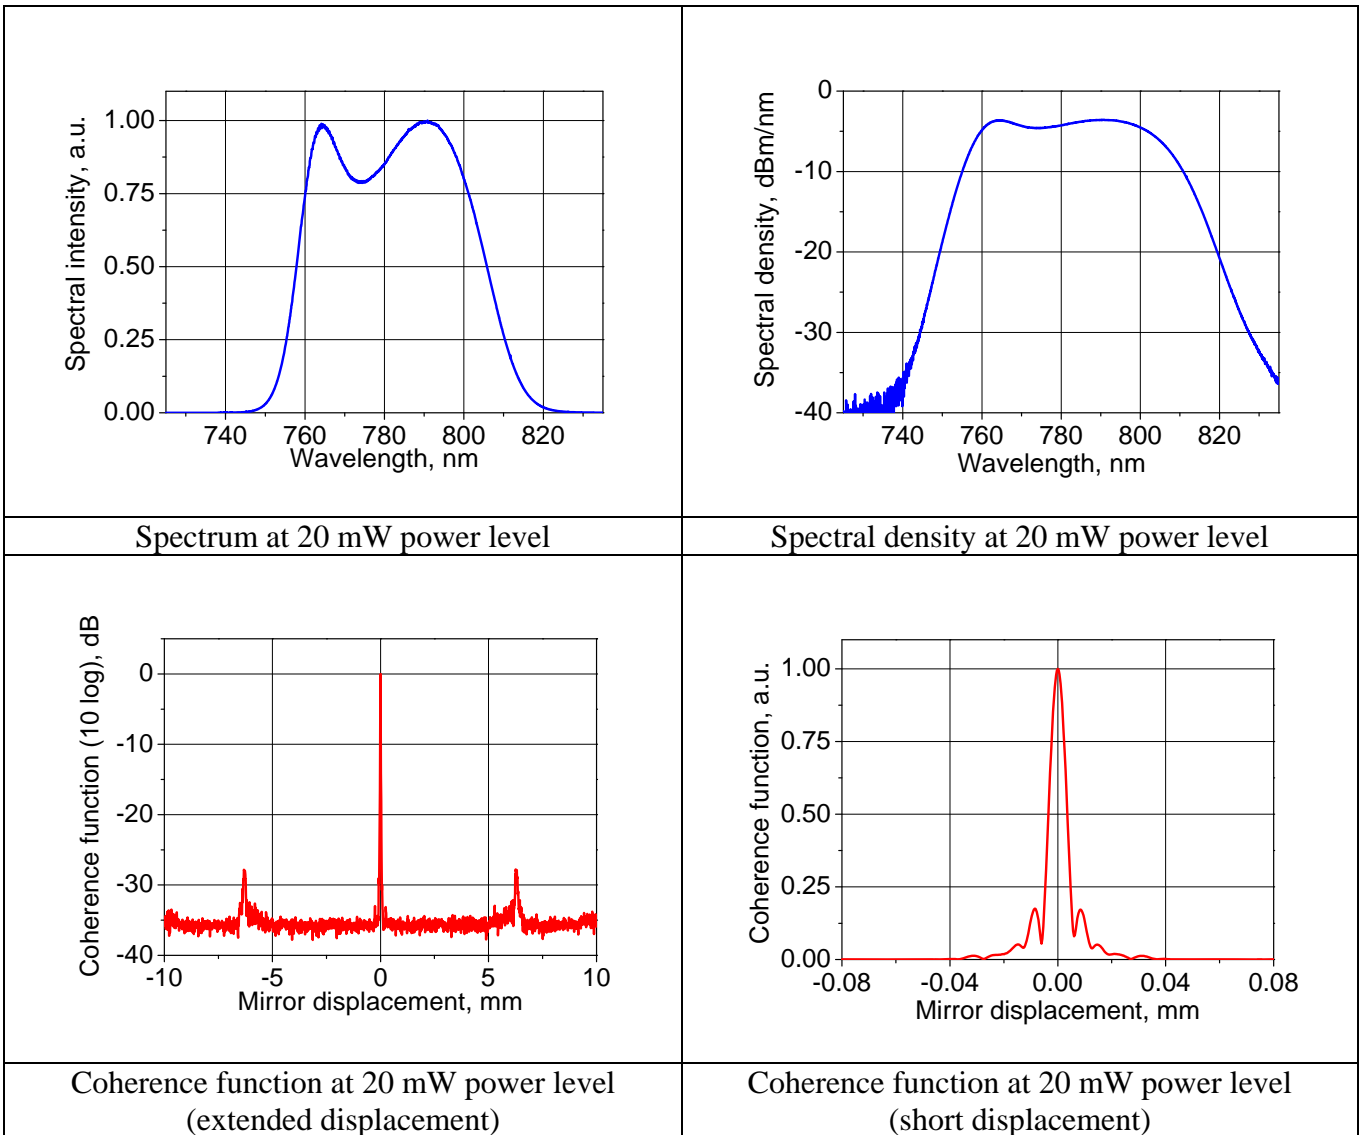 Spectral intensity, a.u.
1.00
0.75
0.50
0.25
0.00
740 760 780 800 820
Wavelength, nm
Spectrum at 20 mW power level
Spectral density, dBm/nm
0
-10
-20
-30
-40
740 760 780 800 820
Wavelength, nm
Spectral density at 20 mW power level
Coherence function (10 log), dB
0
-10
-20
-30
-40
-10 -5 0 5 10
Mirror displacement, mm
Coherence function at 20 mW power level
(extended displacement)
Coherence function, a.u.
1.00
0.75
0.50
0.25
0.00
-0.08 -0.04 0.00 0.04 0.08
Mirror displacement, mm
Coherence function at 20 mW power level
(short displacement)